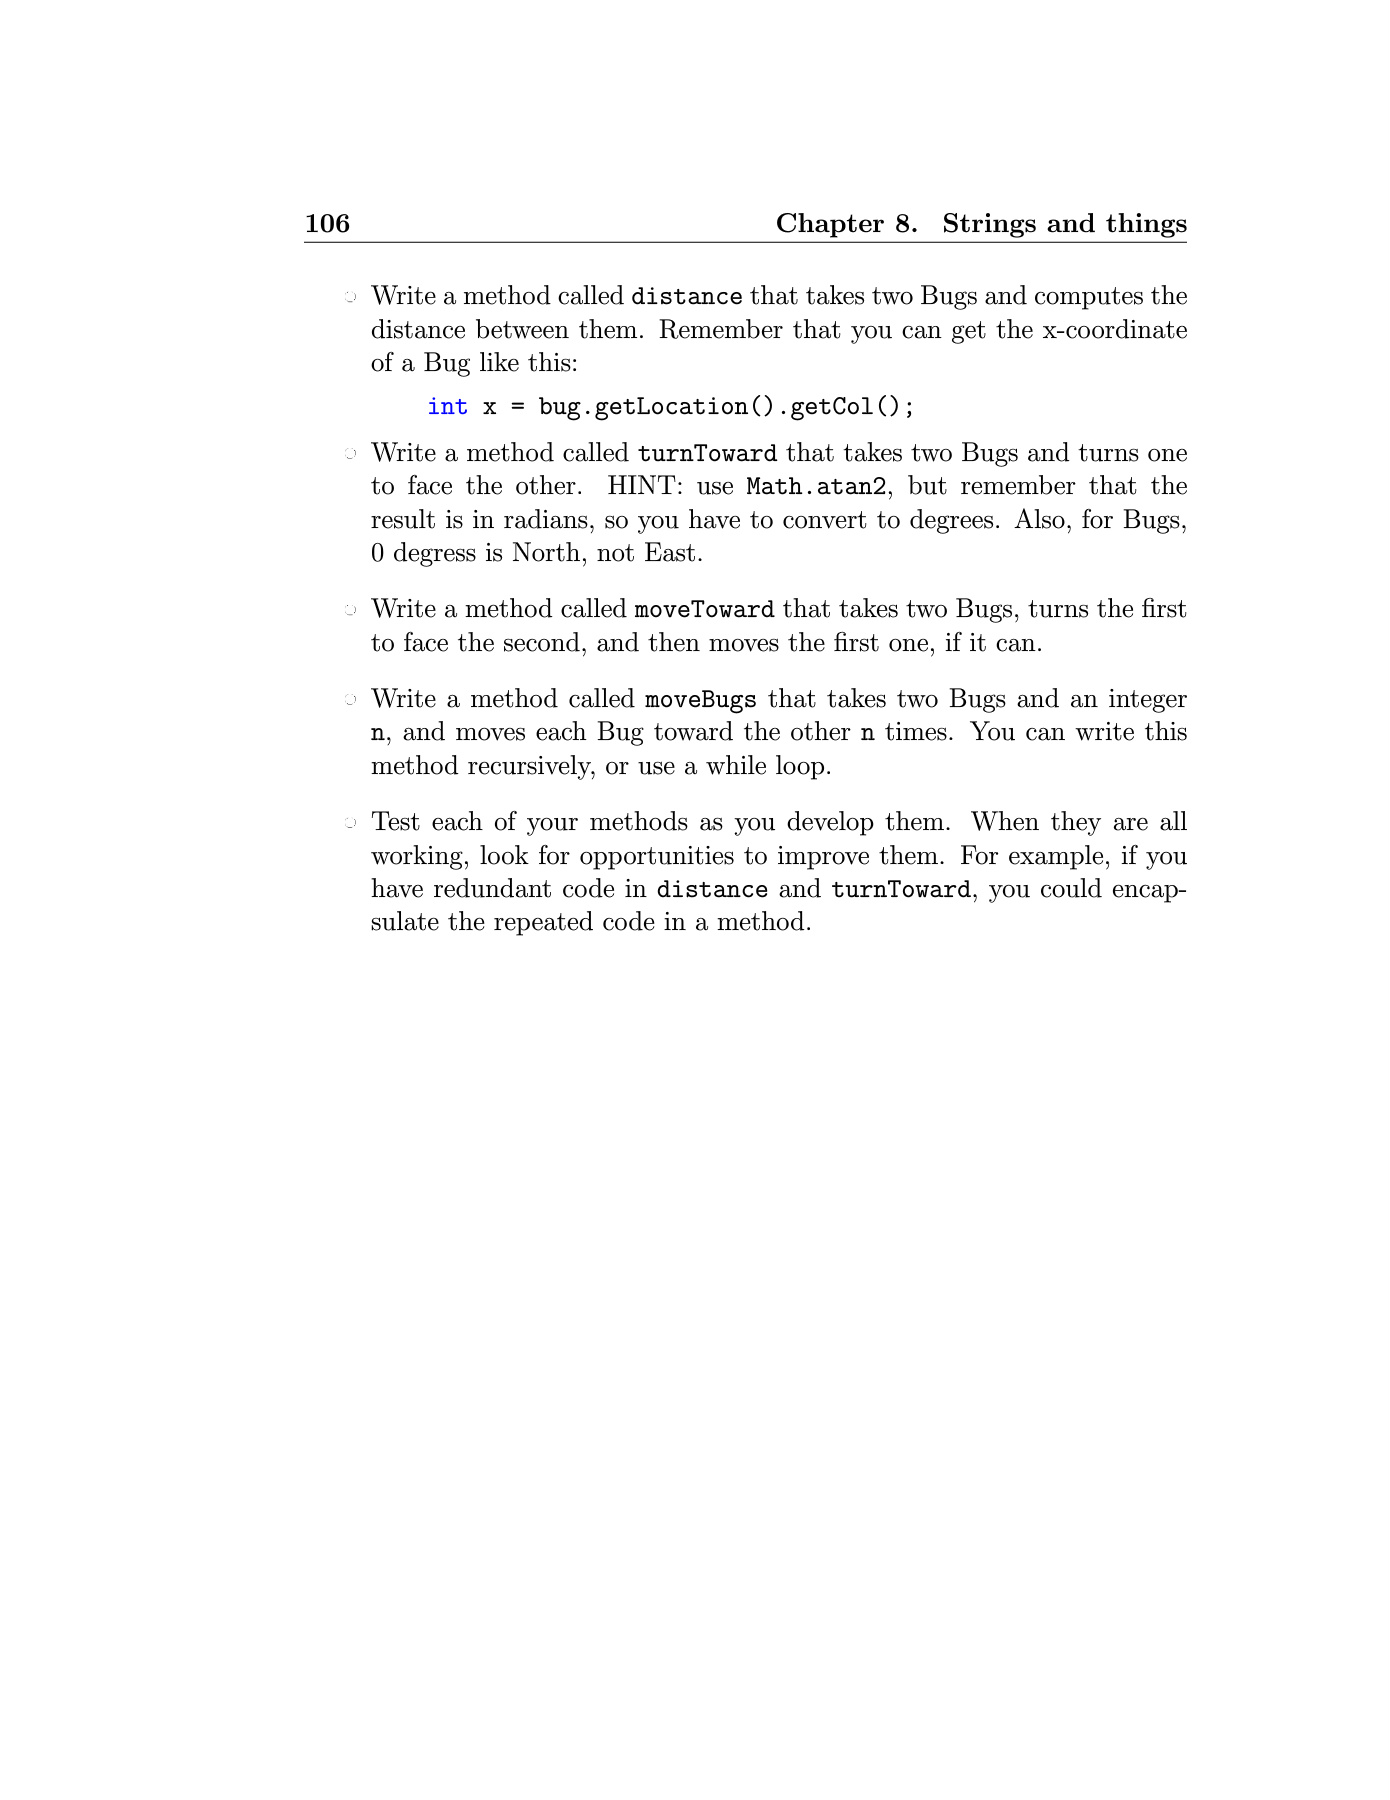 106 Chapter 8. Strings and things
◦ Write a method called distance that takes two Bugs and computes the
distance between them. Remember that you can get the x-coordinate
of a Bug like this:
int x = bug.getLocation().getCol();
◦ Write a method called turnToward that takes two Bugs and turns one
to face the other. HINT: use Math.atan2, but remember that the
result is in radians, so you have to convert to degrees. Also, for Bugs,
0 degress is North, not East.
◦ Write a method called moveToward that takes two Bugs, turns the first
to face the second, and then moves the first one, if it can.
◦ Write a method called moveBugs that takes two Bugs and an integer
n, and moves each Bug toward the other n times. You can write this
method recursively, or use a while loop.
◦ Test each of your methods as you develop them. When they are all
working, look for opportunities to improve them. For example, if you
have redundant code in distance and turnToward, you could encap-
sulate the repeated code in a method.